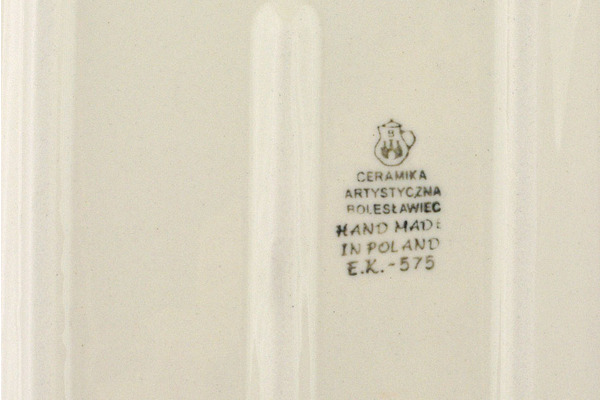 B
CERAMIKA
ARTYSTYCZNA
BOLESŁAWIEC
HAND MADE
IN POLAND
E.K.-575